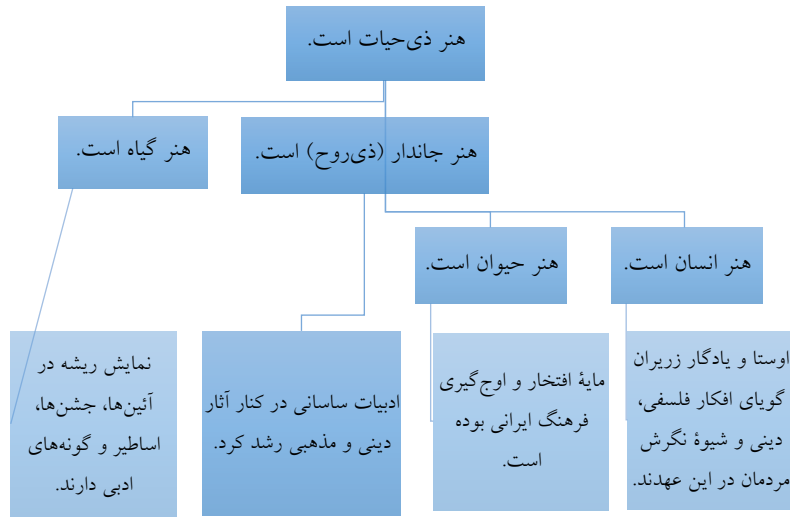 هنر ذی‌حیات است.
هنر جاندار (ذی‌روح) است.
هنر گیاه است.
هنر انسان است.
هنر حیوان است.
اوستا و یادگار زریران
گویای افکار فلسفی،
دینی و شیوۀ نگرش
مردمان در این عهدند.
مایۀ افتخار و اوج‌گیری
فرهنگ ایرانی بوده
است.
ادبیات ساسانی در کنار آثار
دینی و مذهبی رشد کرد.
نمایش ریشه در
آئین‌ها، جشن‌ها،
اساطیر و گونه‌های
ادبی دارند.